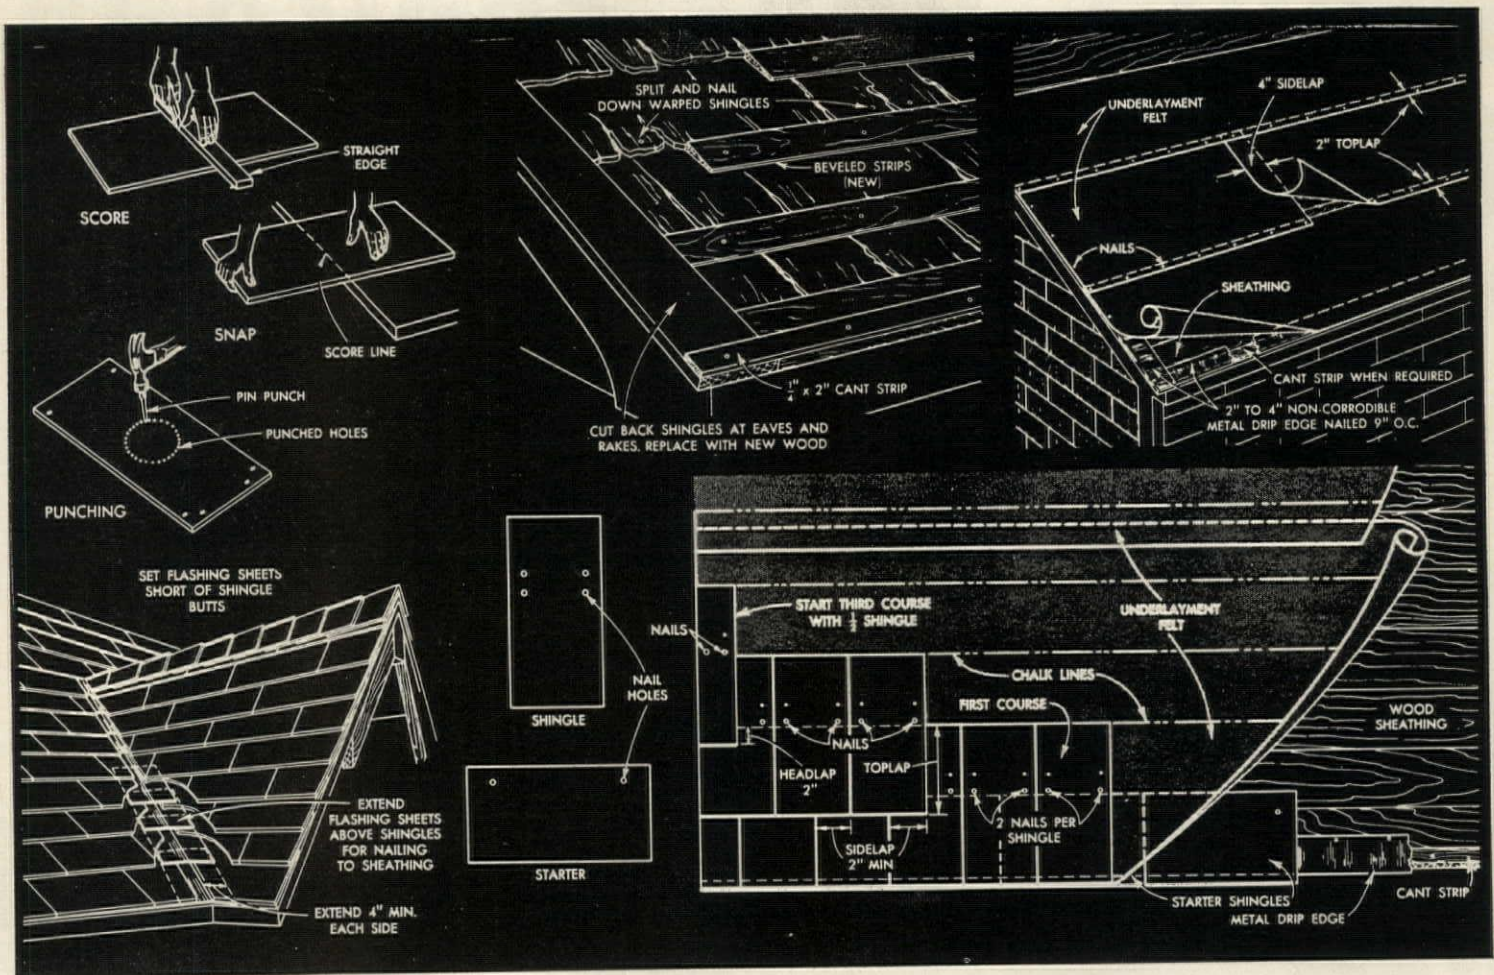 STRAIGHT
EDGE
SCORE
SNAP
SCORE LINE
PIN PUNCH
PUNCHED HOLES
PUNCHING
SPLIT AND NAIL
DOWN WARPED SHINGLES
BEVELED STRIPS
(NEW)
1/4" x 2" CANT STRIP
CUT BACK SHINGLES AT EAVES AND
RAKES. REPLACE WITH NEW WOOD
4" SIDELAP
UNDERLAYMENT
FELT
2" TOPLAP
NAILS
SHEATHING
CANT STRIP WHEN REQUIRED
2" TO 4" NON-CORRODIBLE
METAL DRIP EDGE NAILED 9" O.C.
SET FLASHING SHEETS
SHORT OF SHINGLE
BUTTS
EXTEND
FLASHING SHEETS
ABOVE SHINGLES
FOR NAILING
TO SHEATHING
EXTEND 4" MIN.
EACH SIDE
NAIL
HOLES
SHINGLE
STARTER
START THIRD COURSE
WITH 1/2 SHINGLE
UNDERLAYMENT
FELT
NAILS
CHALK LINES
FIRST COURSE
WOOD
SHEATHING
NAILS
HEADLAP
2"
TOPLAP
2 NAILS PER
SHINGLE
SIDELAP
2" MIN
STARTER SHINGLES
METAL DRIP EDGE
CANT STRIP